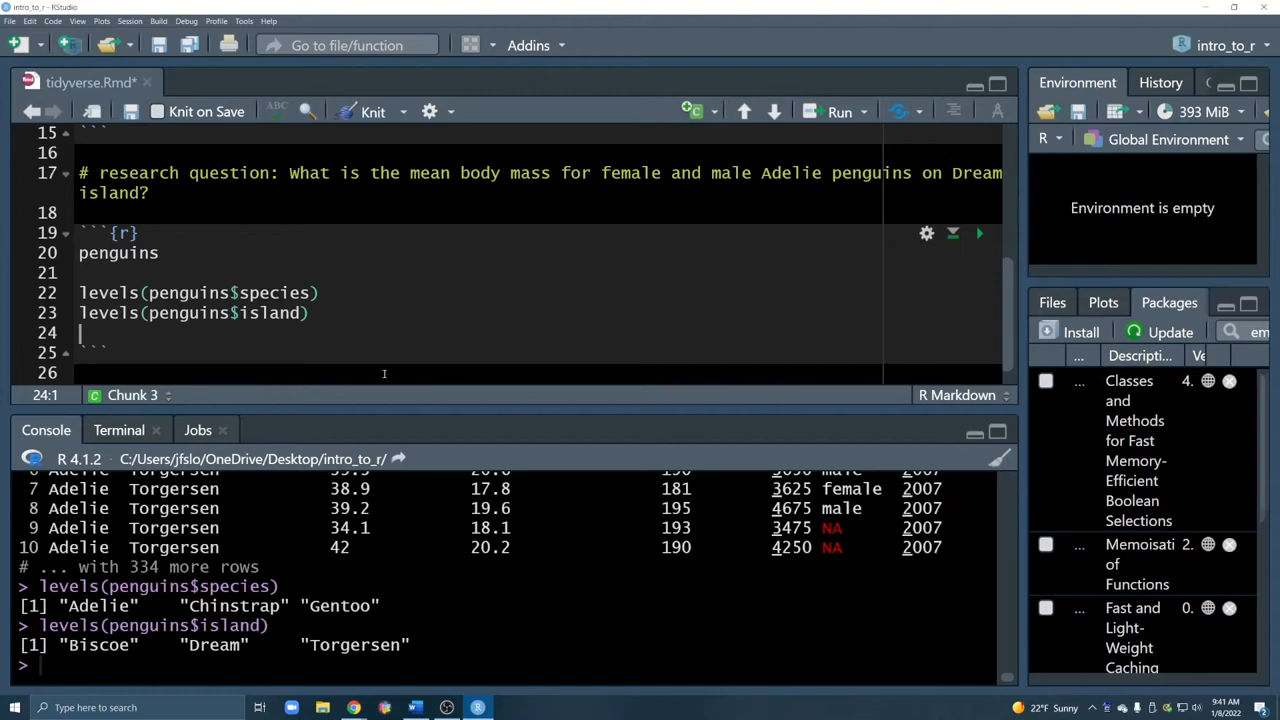 intro_to_r - RStudio
File Edit Code View Plots Session Build Debug Profile Tools Help
Go to file/function Addins intro_to_r
tidyverse.Rmd*
Knit on Save ABC Knit Run
15 ```
16
17 # research question: What is the mean body mass for female and male Adelie penguins on Dream
island?
18
19 ```{r}
20 penguins
21
22 levels(penguins$species)
23 levels(penguins$island)
24
25 ```
26
24:1 Chunk 3 R Markdown
Console Terminal Jobs
R 4.1.2 C:/Users/jfslo/OneDrive/Desktop/intro_to_r/
7 Adelie Torgersen 38.9 17.8 181 3625 female 2007
8 Adelie Torgersen 39.2 19.6 195 4675 male 2007
9 Adelie Torgersen 34.1 18.1 193 3475 NA 2007
10 Adelie Torgersen 42 20.2 190 4250 NA 2007
# ... with 334 more rows
> levels(penguins$species)
[1] "Adelie" "Chinstrap" "Gentoo"
> levels(penguins$island)
[1] "Biscoe" "Dream" "Torgersen"
>
Environment History
393 MiB
R Global Environment
Environment is empty
Files Plots Packages
Install Update em
... Descripti... Ve
... Classes 4.
and
Methods
for Fast
Memory-
Efficient
Boolean
Selections
... Memoisati 2.
of
Functions
... Fast and 0.
Light-
Weight
Caching
Type here to search
22°F Sunny
9:41 AM
1/8/2022
2